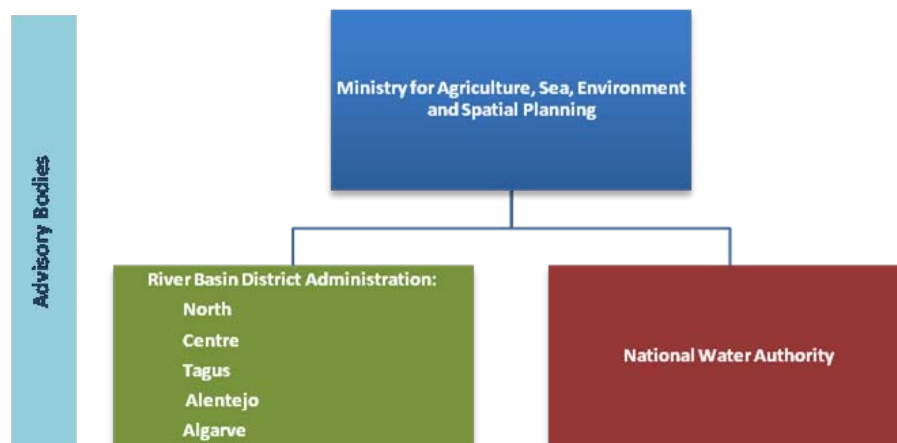 Advisory Bodies
Ministry for Agriculture, Sea, Environment
and Spatial Planning
River Basin District Administration:
North
Centre
Tagus
Alentejo
Algarve
National Water Authority